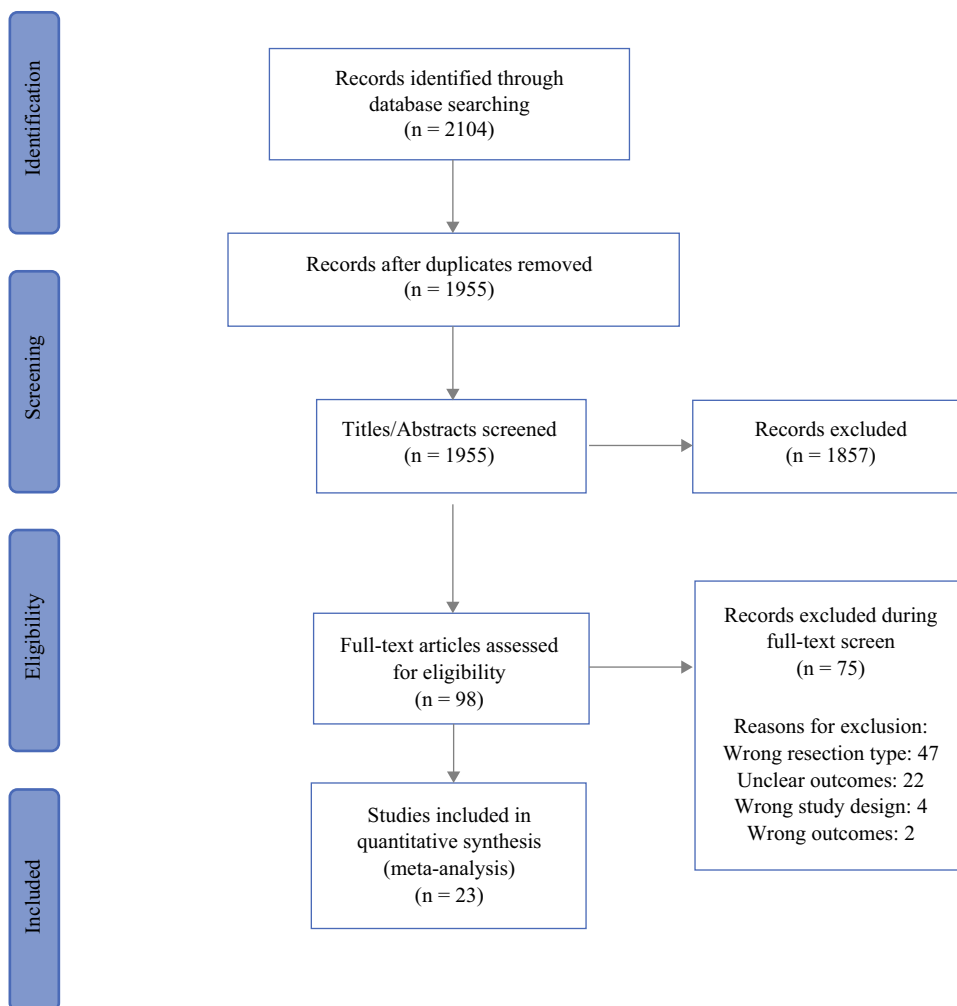 Identification
Records identified through
database searching
(n = 2104)
Records after duplicates removed
(n = 1955)
Screening
Titles/Abstracts screened
(n = 1955)
Records excluded
(n = 1857)
Eligibility
Full-text articles assessed
for eligibility
(n = 98)
Records excluded during
full-text screen
(n = 75)
Reasons for exclusion:
Wrong resection type: 47
Unclear outcomes: 22
Wrong study design: 4
Wrong outcomes: 2
Included
Studies included in
quantitative synthesis
(meta-analysis)
(n = 23)